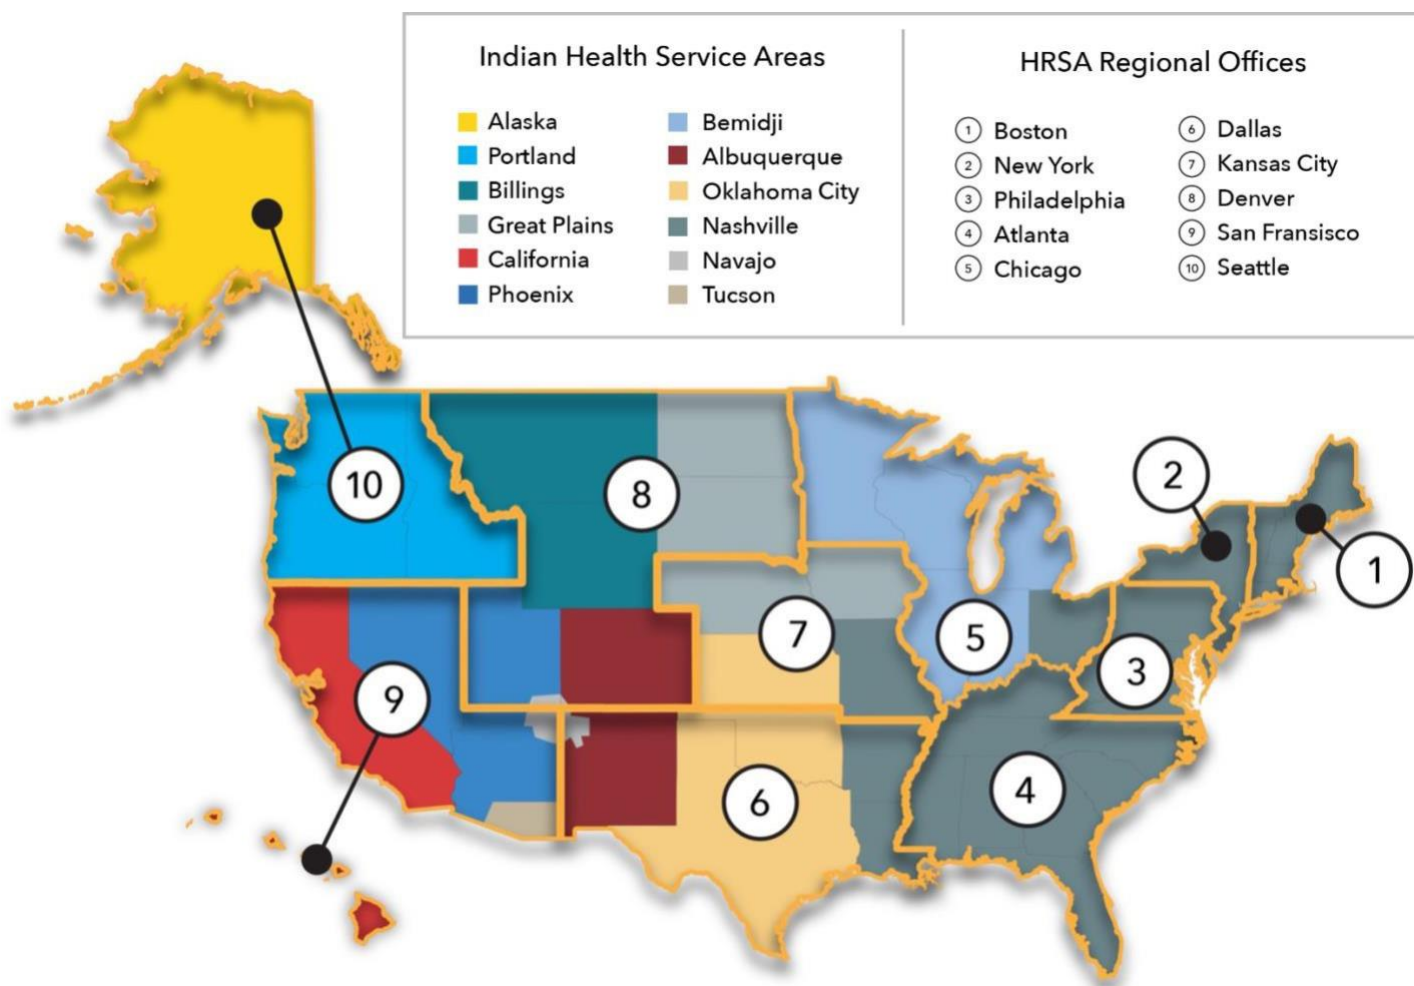 Indian Health Service Areas
Alaska
Portland
Billings
Great Plains
California
Phoenix
Bemidji
Albuquerque
Oklahoma City
Nashville
Navajo
Tucson
HRSA Regional Offices
1 Boston
2 New York
3 Philadelphia
4 Atlanta
5 Chicago
6 Dallas
7 Kansas City
8 Denver
9 San Fransisco
10 Seattle
10
8
2
1
7
5
3
9
6
4